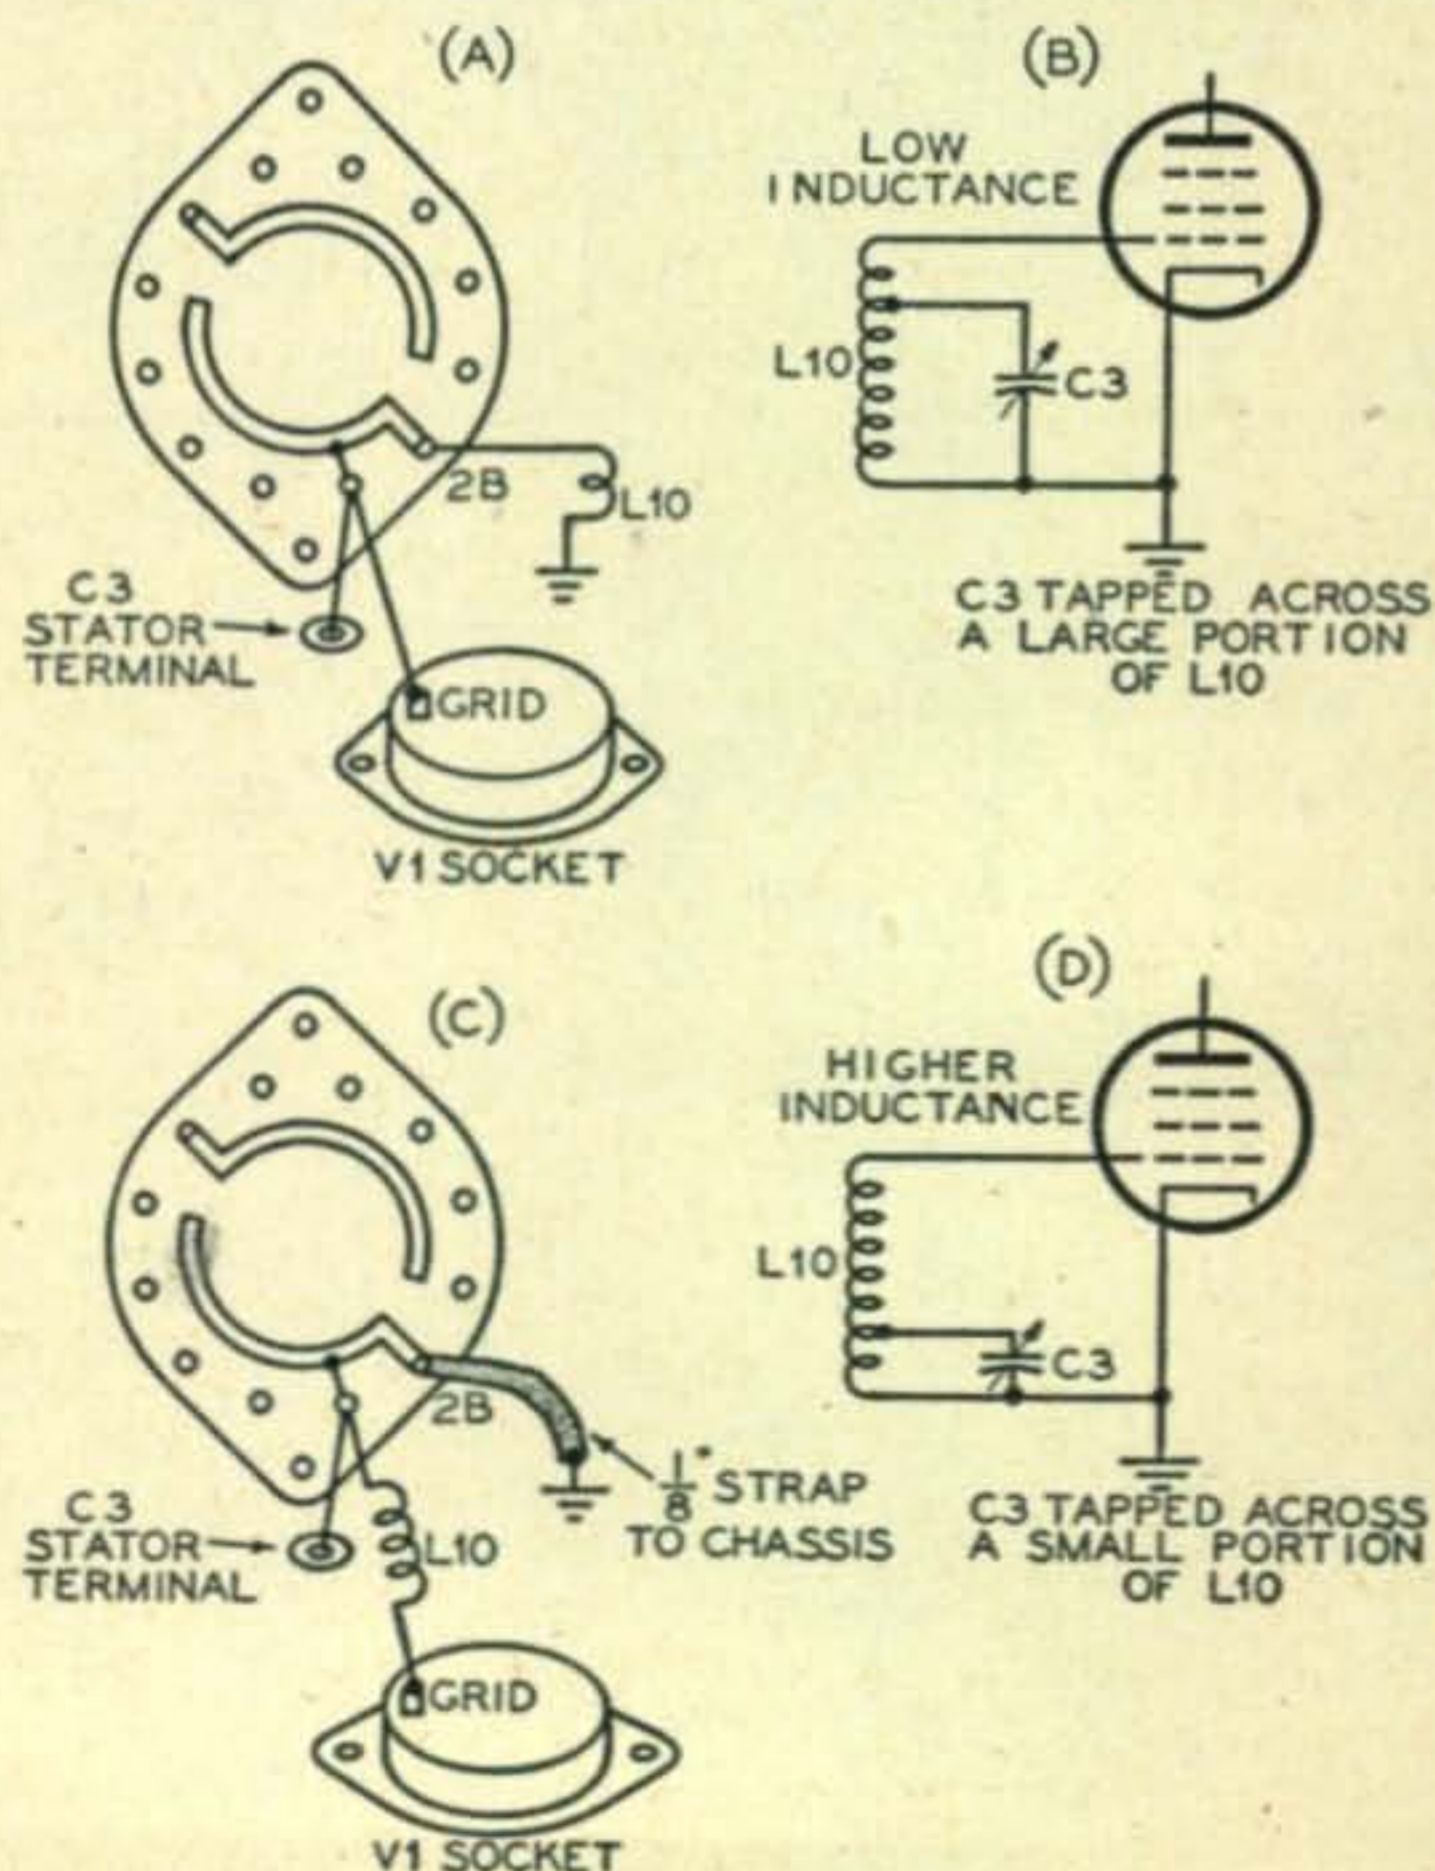 (A)
2B
L10
C3
STATOR
TERMINAL
GRID
V1 SOCKET
(B)
LOW
INDUCTANCE
L10
C3
C3 TAPPED ACROSS
A LARGE PORTION
OF L10
(C)
2B
1/8" STRAP
TO CHASSIS
C3
STATOR
TERMINAL
L10
GRID
V1 SOCKET
(D)
HIGHER
INDUCTANCE
L10
C3
C3 TAPPED ACROSS
A SMALL PORTION
OF L10